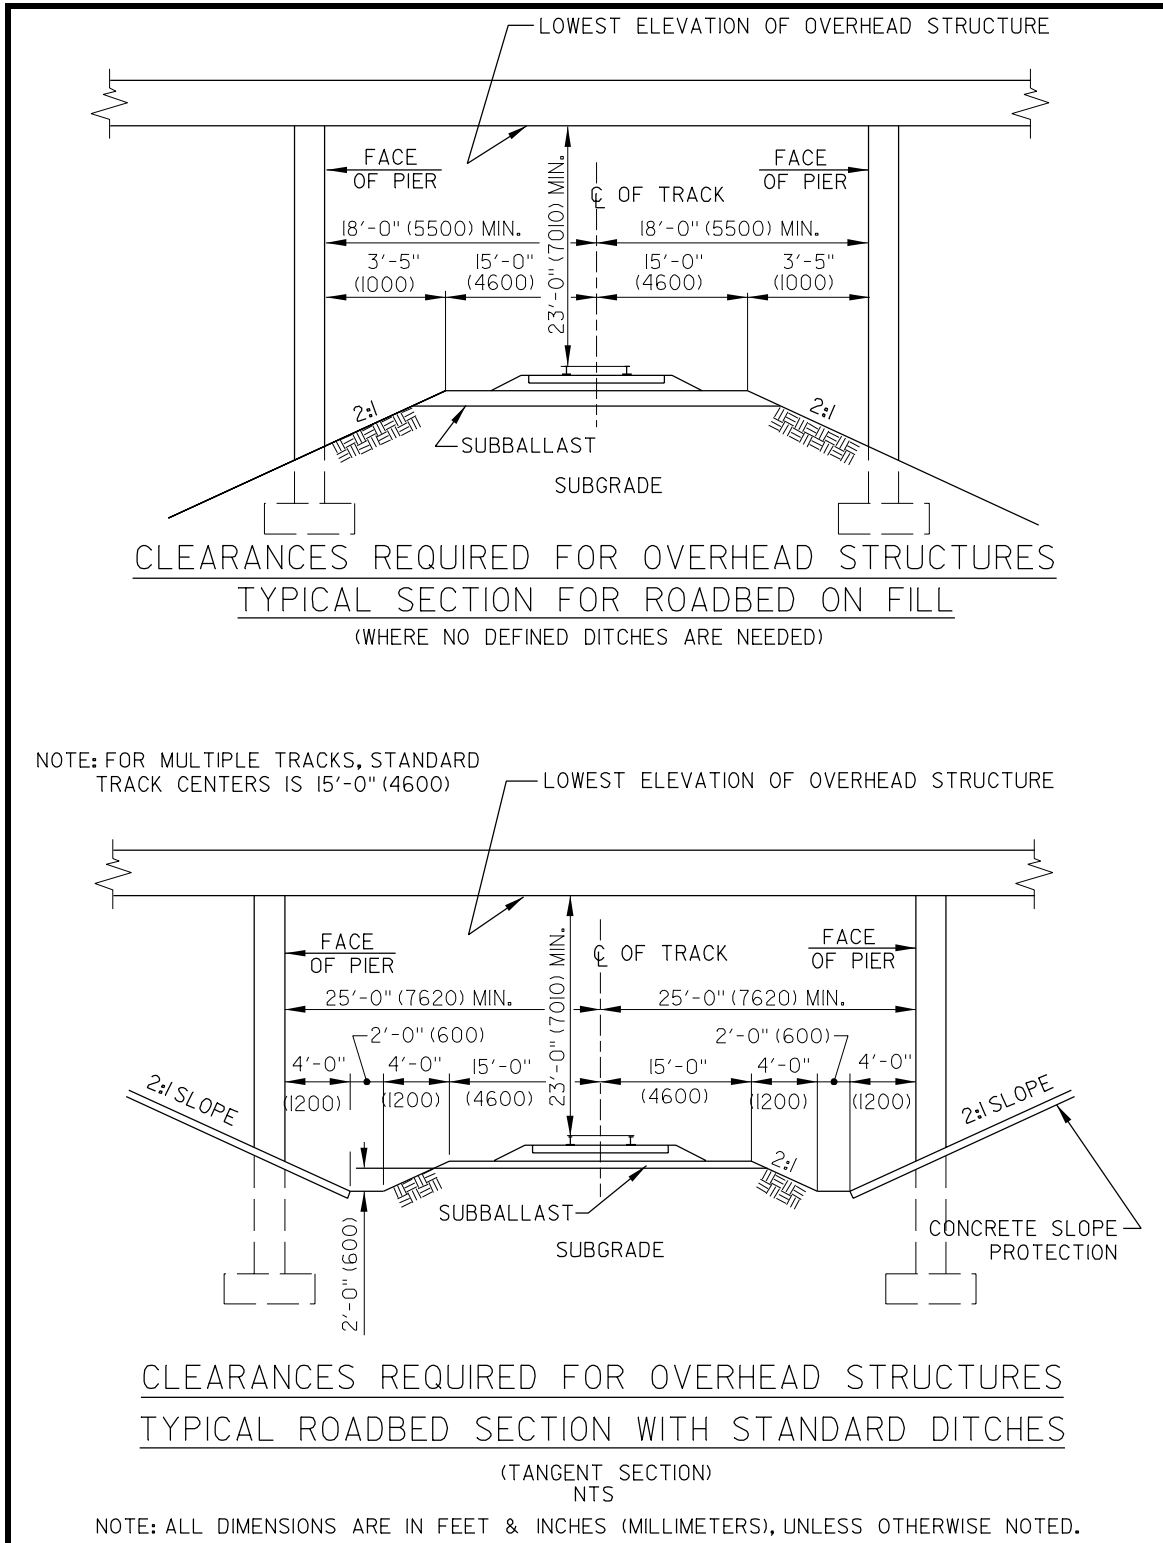 LOWEST ELEVATION OF OVERHEAD STRUCTURE
FACE
OF PIER
FACE
OF PIER
℄ OF TRACK
23'-0" (7010) MIN.
18'-0" (5500) MIN.
18'-0" (5500) MIN.
3'-5"
(1000)
15'-0"
(4600)
15'-0"
(4600)
3'-5"
(1000)
2:1
2:1
SUBBALLAST
SUBGRADE
CLEARANCES REQUIRED FOR OVERHEAD STRUCTURES
TYPICAL SECTION FOR ROADBED ON FILL
(WHERE NO DEFINED DITCHES ARE NEEDED)
NOTE: FOR MULTIPLE TRACKS, STANDARD
TRACK CENTERS IS 15'-0" (4600)
LOWEST ELEVATION OF OVERHEAD STRUCTURE
FACE
OF PIER
FACE
OF PIER
℄ OF TRACK
23'-0" (7010) MIN.
25'-0" (7620) MIN.
25'-0" (7620) MIN.
2'-0" (600)
2'-0" (600)
4'-0"
(1200)
4'-0"
(1200)
15'-0"
(4600)
15'-0"
(4600)
4'-0"
(1200)
4'-0"
(1200)
2:1 SLOPE
2:1 SLOPE
2:1
SUBBALLAST
SUBGRADE
2'-0" (600)
CONCRETE SLOPE
PROTECTION
CLEARANCES REQUIRED FOR OVERHEAD STRUCTURES
TYPICAL ROADBED SECTION WITH STANDARD DITCHES
(TANGENT SECTION)
NTS
NOTE: ALL DIMENSIONS ARE IN FEET & INCHES (MILLIMETERS), UNLESS OTHERWISE NOTED.